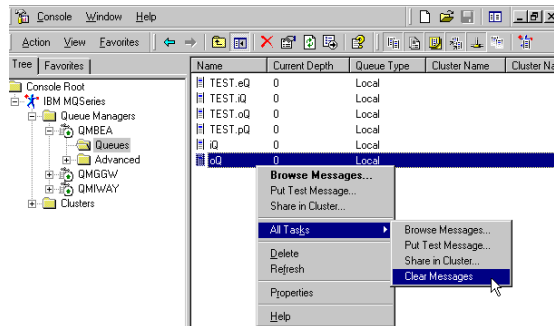 Console Window Help
Action View Favorites
Tree Favorites
Name Current Depth Queue Type Cluster Name Cluster Na
Console Root
IBM MQSeries
Queue Managers
QMBEA
Queues
Advanced
QMGGW
QMIWAY
Clusters
TEST.eQ 0 Local
TEST.iQ 0 Local
TEST.oQ 0 Local
TEST.pQ 0 Local
iQ 0 Local
oQ 0 Local
Browse Messages...
Put Test Message...
Share in Cluster...
All Tasks
Delete
Refresh
Properties
Help
Browse Messages...
Put Test Message...
Share in Cluster...
Clear Messages